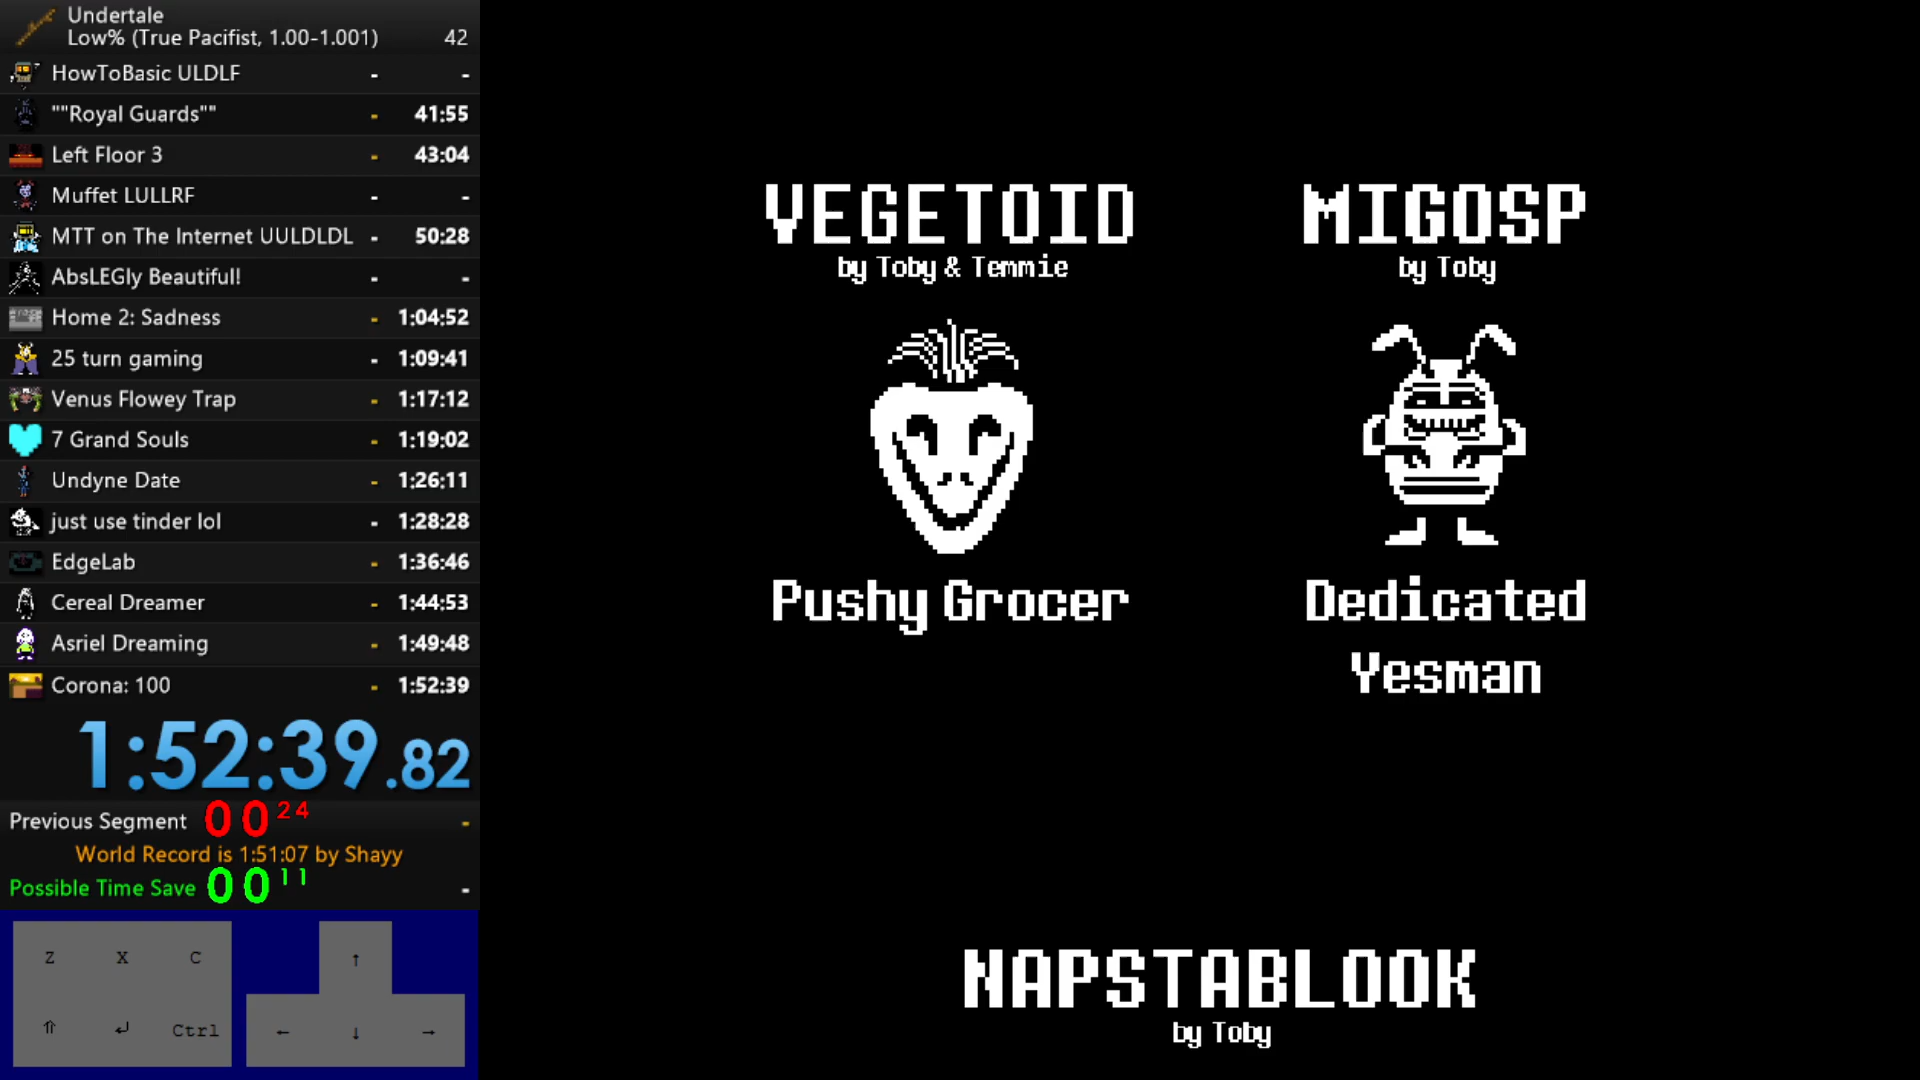 Undertale
Low% (True Pacifist, 1.00-1.001) 42
HowToBasic ULDLF - -
""Royal Guards"" - 41:55
Left Floor 3 - 43:04
Muffet LULLRF - -
MTT on The Internet UULDLDL - 50:28
AbsLEGly Beautiful! - -
Home 2: Sadness - 1:04:52
25 turn gaming - 1:09:41
Venus Flowey Trap - 1:17:12
7 Grand Souls - 1:19:02
Undyne Date - 1:26:11
just use tinder lol - 1:28:28
EdgeLab - 1:36:46
Cereal Dreamer - 1:44:53
Asriel Dreaming - 1:49:48
Corona: 100 - 1:52:39
1:52:39.82
Previous Segment 00 24 -
World Record is 1:51:07 by Shayy
Possible Time Save 00 11 -
Z X C ↑
⇧ ↵ Ctrl ← ↓ →
VEGETOID
by Toby & Temmie
Pushy Grocer
MIGOSP
by Toby
Dedicated
Yesman
NAPSTABLOOK
by Toby